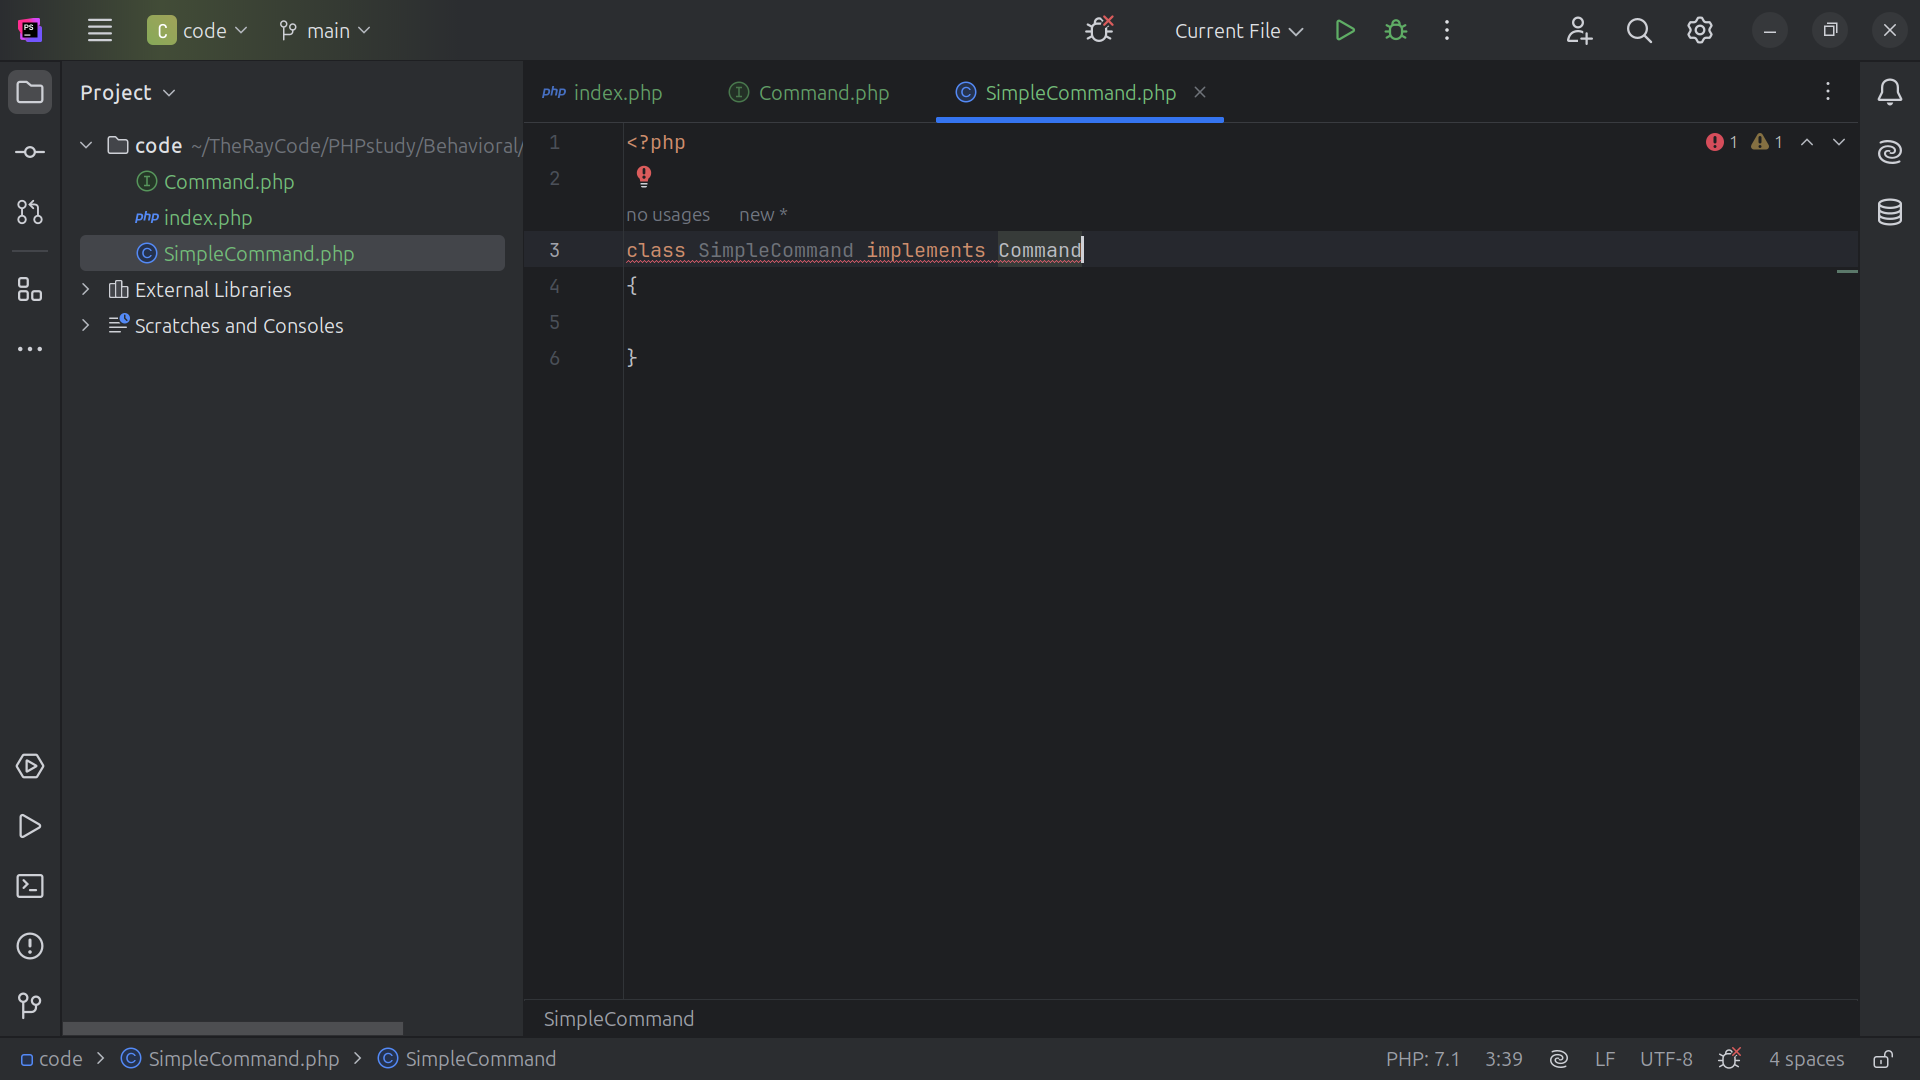 PS
C code main Current File
Project
code ~/TheRayCode/PHPstudy/Behavioral/
Command.php
php index.php
SimpleCommand.php
External Libraries
Scratches and Consoles
php index.php Command.php SimpleCommand.php
1 <?php
1 1
2
no usages new *
3 class SimpleCommand implements Command
4 {
5
6 }
SimpleCommand
code > SimpleCommand.php > SimpleCommand
PHP: 7.1 3:39 LF UTF-8 4 spaces